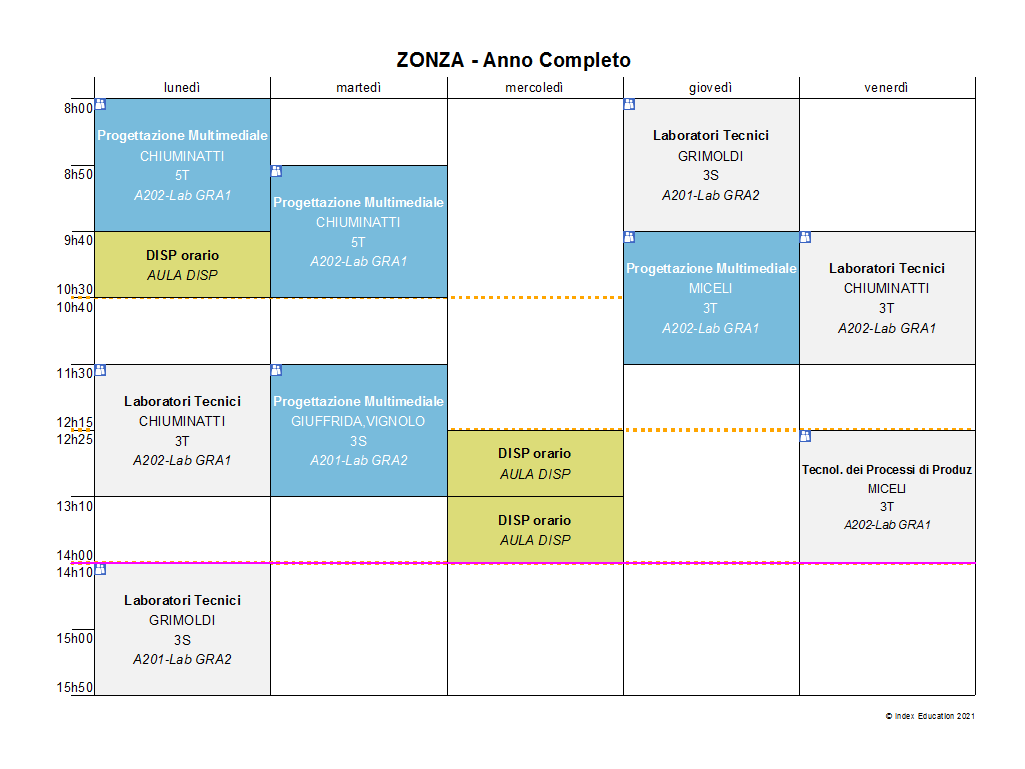 ZONZA - Anno Completo
lunedì
martedì
mercoledì
giovedì
venerdì
8h00
8h50
9h40
10h30
10h40
11h30
12h15
12h25
13h10
14h00
14h10
15h00
15h50
Progettazione Multimediale
CHIUMINATTI
5T
A202-Lab GRA1
DISP orario
AULA DISP
Laboratori Tecnici
CHIUMINATTI
3T
A202-Lab GRA1
Laboratori Tecnici
GRIMOLDI
3S
A201-Lab GRA2
Progettazione Multimediale
CHIUMINATTI
5T
A202-Lab GRA1
Progettazione Multimediale
GIUFFRIDA,VIGNOLO
3S
A201-Lab GRA2
DISP orario
AULA DISP
DISP orario
AULA DISP
Laboratori Tecnici
GRIMOLDI
3S
A201-Lab GRA2
Progettazione Multimediale
MICELI
3T
A202-Lab GRA1
Laboratori Tecnici
CHIUMINATTI
3T
A202-Lab GRA1
Tecnol. dei Processi di Produz
MICELI
3T
A202-Lab GRA1
© Index Education 2021